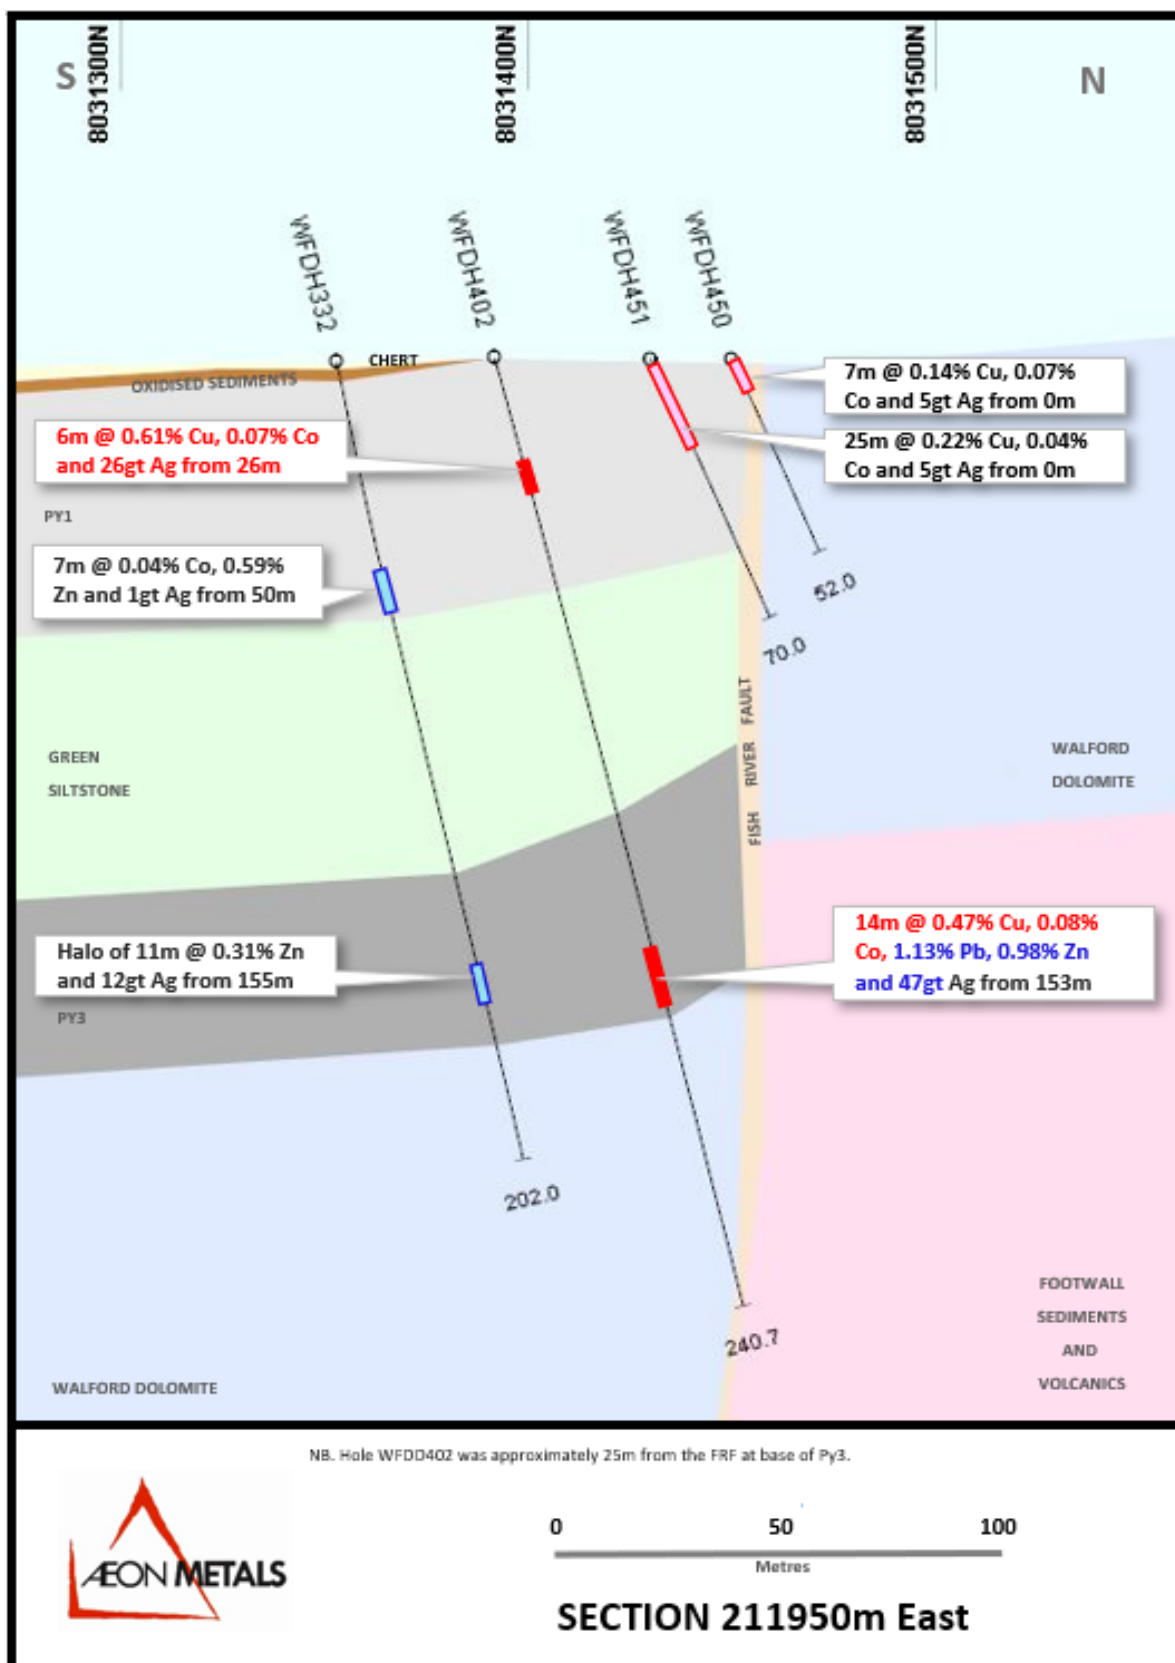 S
8031300N
8031400N
8031500N
N
WFDH332
WFDH402
WFDH451
WFDH450
CHERT
OXIDISED SEDIMENTS
7m @ 0.14% Cu, 0.07%
Co and 5gt Ag from 0m
6m @ 0.61% Cu, 0.07% Co
and 26gt Ag from 26m
25m @ 0.22% Cu, 0.04%
Co and 5gt Ag from 0m
PY1
7m @ 0.04% Co, 0.59%
Zn and 1gt Ag from 50m
52.0
70.0
FISH RIVER FAULT
GREEN
SILTSTONE
WALFORD
DOLOMITE
Halo of 11m @ 0.31% Zn
and 12gt Ag from 155m
14m @ 0.47% Cu, 0.08%
Co, 1.13% Pb, 0.98% Zn
and 47gt Ag from 153m
PY3
202.0
240.7
FOOTWALL
SEDIMENTS
AND
VOLCANICS
WALFORD DOLOMITE
NB. Hole WFDD402 was approximately 25m from the FRF at base of Py3.
ÆON METALS
0 50 100
Metres
SECTION 211950m East